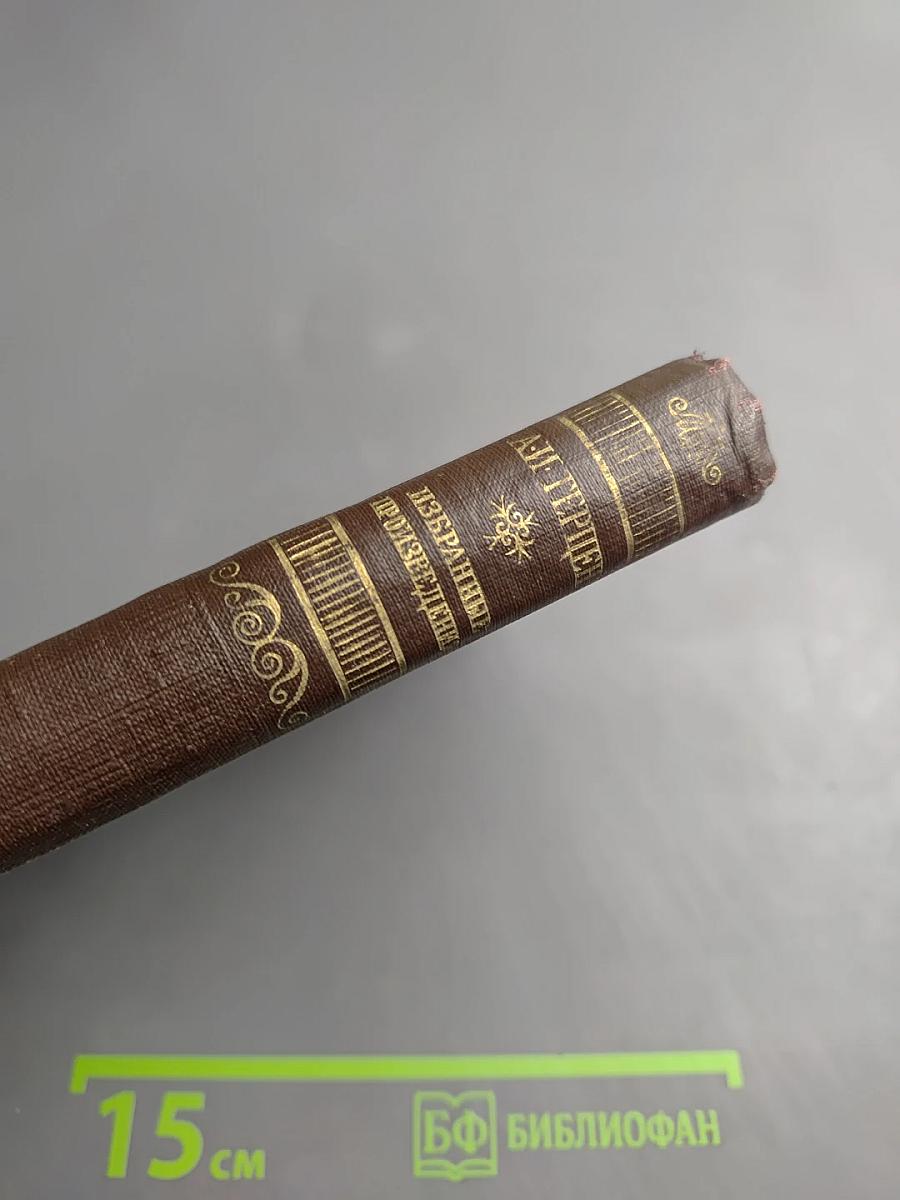 А·И·ГЕРЦЕН
ИЗБРАННЫЕ
ПРОИЗВЕДЕНИЯ
15 см
БФ БИБЛИОФАН